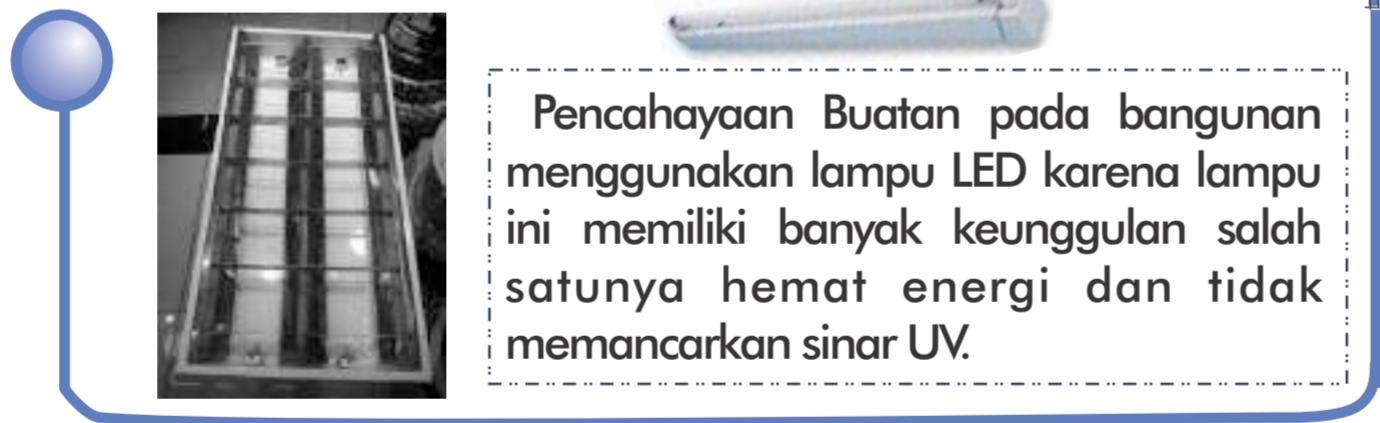 Pencahayaan Buatan pada bangunan
menggunakan lampu LED karena lampu
ini memiliki banyak keunggulan salah
satunya hemat energi dan tidak
memancarkan sinar UV.